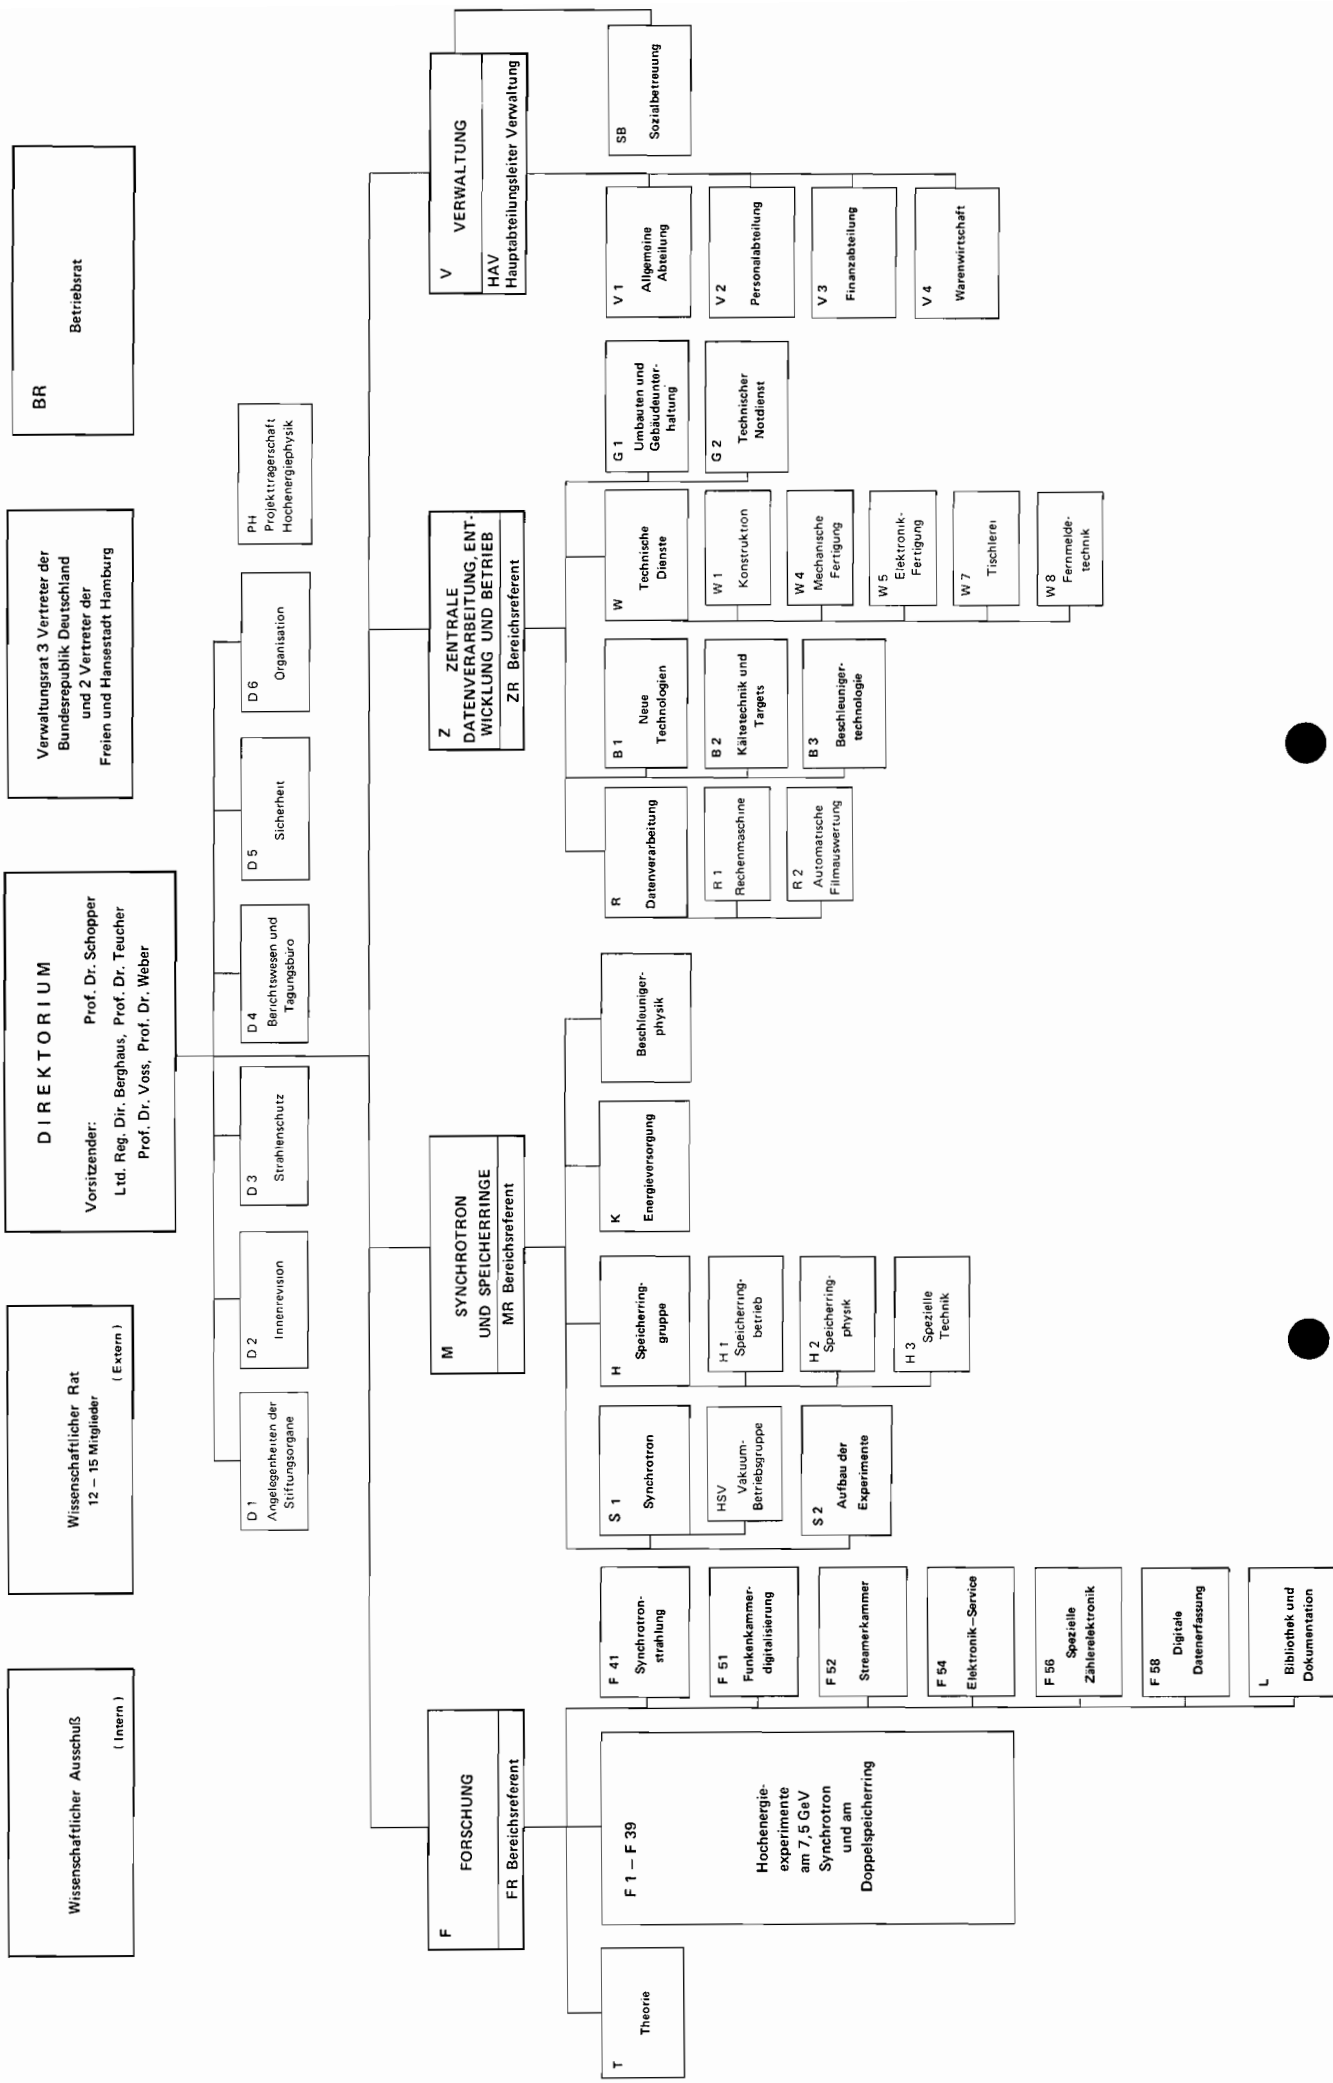 Wissenschaftlicher Ausschuß
( Intern )
Wissenschaftlicher Rat
12 – 15 Mitglieder
( Extern )
DIREKTORIUM
Vorsitzender: Prof. Dr. Schopper
Ltd. Reg. Dir. Berghaus, Prof. Dr. Teucher
Prof. Dr. Voss, Prof. Dr. Weber
Verwaltungsrat 3 Vertreter der
Bundesrepublik Deutschland
und 2 Vertreter der
Freien und Hansestadt Hamburg
BR
Betriebsrat
D 1
Angelegenheiten der
Stiftungsorgane
D 2
Innenrevision
D 3
Strahlenschutz
D 4
Berichtswesen und
Tagungsbüro
D 5
Sicherheit
D 6
Organisation
PH
Projektträgerschaft
Hochenergiephysik
F
FORSCHUNG
FR Bereichsreferent
M
SYNCHROTRON
UND SPEICHERRINGE
MR Bereichsreferent
Z
ZENTRALE
DATENVERARBEITUNG, ENT-
WICKLUNG UND BETRIEB
ZR Bereichsreferent
V
VERWALTUNG
HAV
Hauptabteilungsleiter Verwaltung
T
Theorie
F 1 – F 39
Hochenergie-
experimente
am 7,5 GeV
Synchrotron
und am
Doppelspeicherring
F 41
Synchrotron-
strahlung
F 51
Funkenkammer-
digitalisierung
F 52
Streamerkammer
F 54
Elektronik–Service
F 56
Spezielle
Zählerelektronik
F 58
Digitale
Datenerfassung
L
Bibliothek und
Dokumentation
S 1
Synchrotron
HSV
Vakuum-
Betriebsgruppe
S 2
Aufbau der
Experimente
H
Speicherring-
gruppe
H 1
Speicherring-
betrieb
H 2
Speicherring-
physik
H 3
Spezielle
Technik
K
Energieversorgung
Beschleuniger-
physik
R
Datenverarbeitung
R 1
Rechenmaschine
R 2
Automatische
Filmauswertung
B 1
Neue
Technologien
B 2
Kältetechnik und
Targets
B 3
Beschleuniger-
technologie
W
Technische
Dienste
W 1
Konstruktion
W 4
Mechanische
Fertigung
W 5
Elektronik-
Fertigung
W 7
Tischlerei
W 8
Fernmelde-
technik
G 1
Umbauten und
Gebäudeunter-
haltung
G 2
Technischer
Notdienst
V 1
Allgemeine
Abteilung
V 2
Personalabteilung
V 3
Finanzabteilung
V 4
Warenwirtschaft
SB
Sozialbetreuung